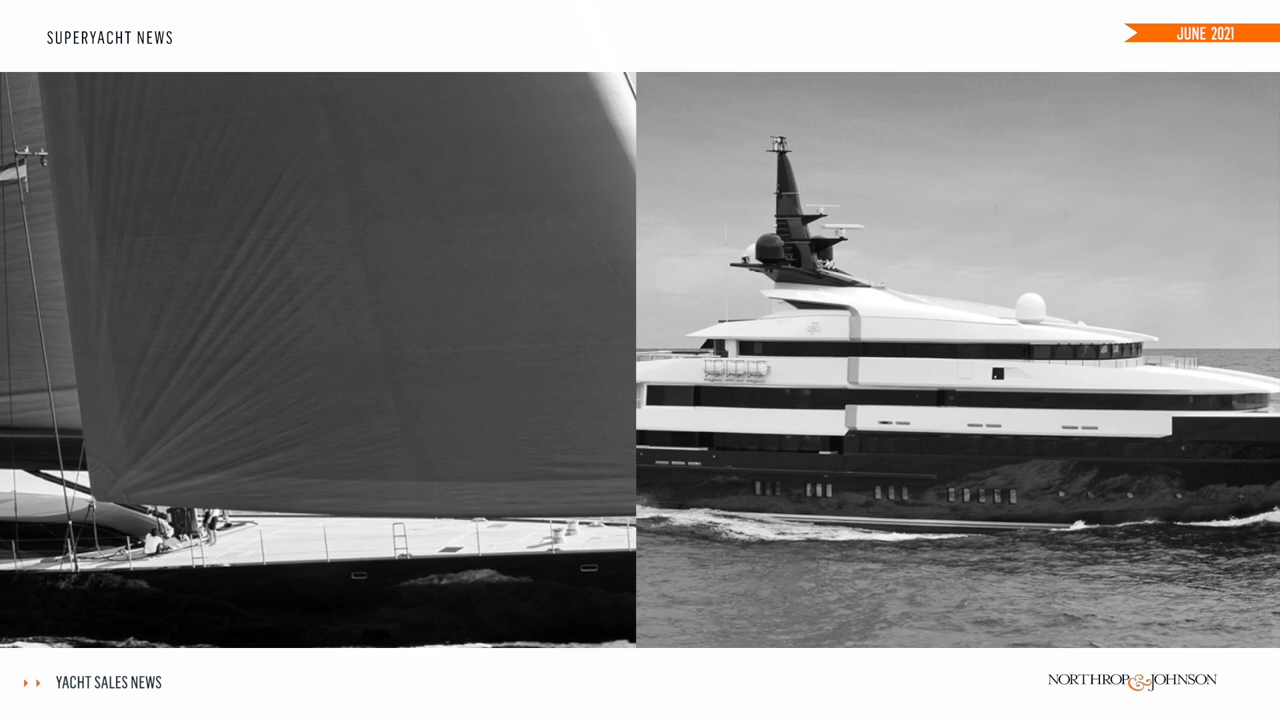 SUPERYACHT NEWS
JUNE 2021
YACHT SALES NEWS
NORTHROP&JOHNSON